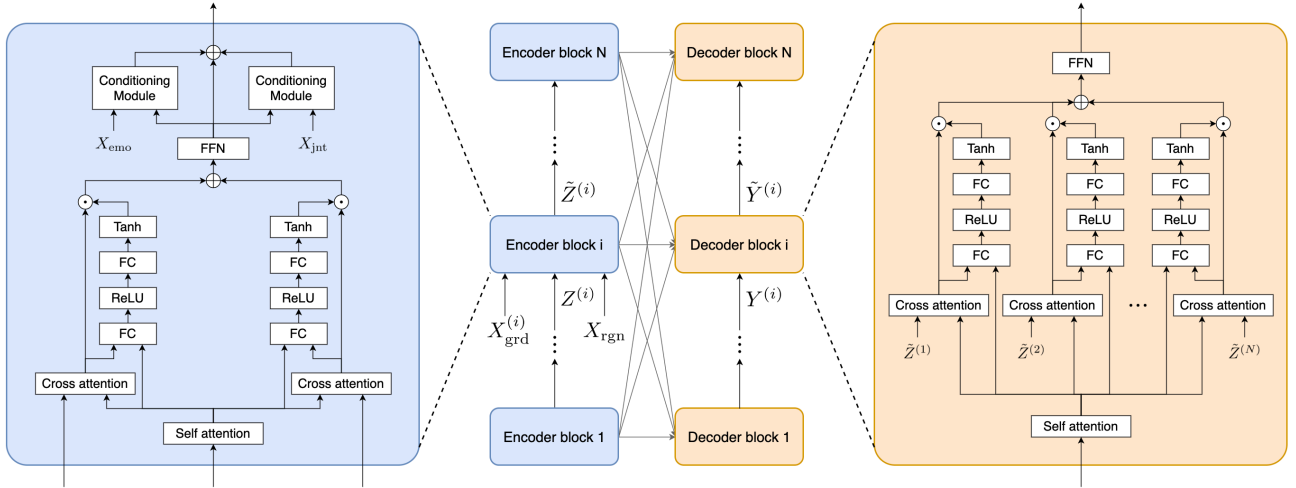 Conditioning
Module
Conditioning
Module
X_emo
X_jnt
FFN
Tanh
Tanh
FC
FC
ReLU
ReLU
FC
FC
Cross attention
Cross attention
Self attention
Encoder block N
Decoder block N
Z̃^(i)
Ỹ^(i)
Encoder block i
Decoder block i
X_grd^(i)
Z^(i)
X_rgn
Y^(i)
Encoder block 1
Decoder block 1
FFN
Tanh
Tanh
Tanh
FC
FC
FC
ReLU
ReLU
ReLU
FC
FC
FC
Cross attention
Cross attention
...
Cross attention
Z̃^(1)
Z̃^(2)
Z̃^(N)
Self attention